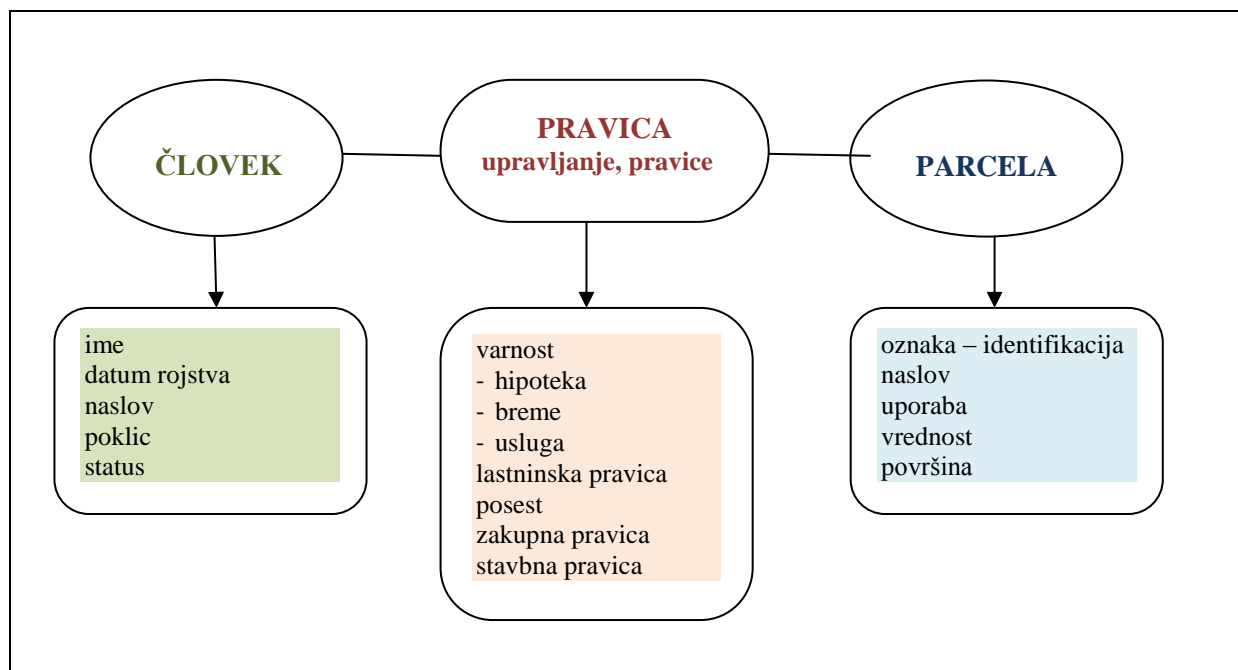 ČLOVEK
PRAVICA
upravljanje, pravice
PARCELA
ime
datum rojstva
naslov
poklic
status
varnost
- hipoteka
- breme
- usluga
lastninska pravica
posest
zakupna pravica
stavbna pravica
oznaka – identifikacija
naslov
uporaba
vrednost
površina